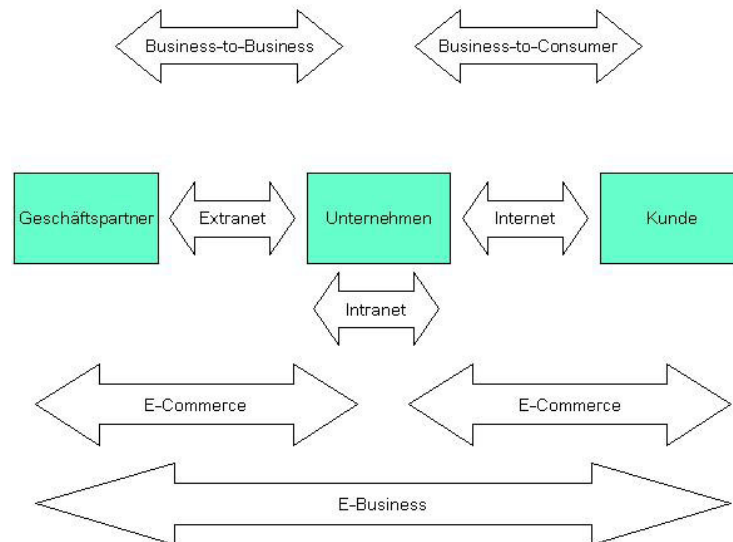 Business-to-Business
Business-to-Consumer
Geschäftspartner
Extranet
Unternehmen
Internet
Kunde
Intranet
E-Commerce
E-Commerce
E-Business